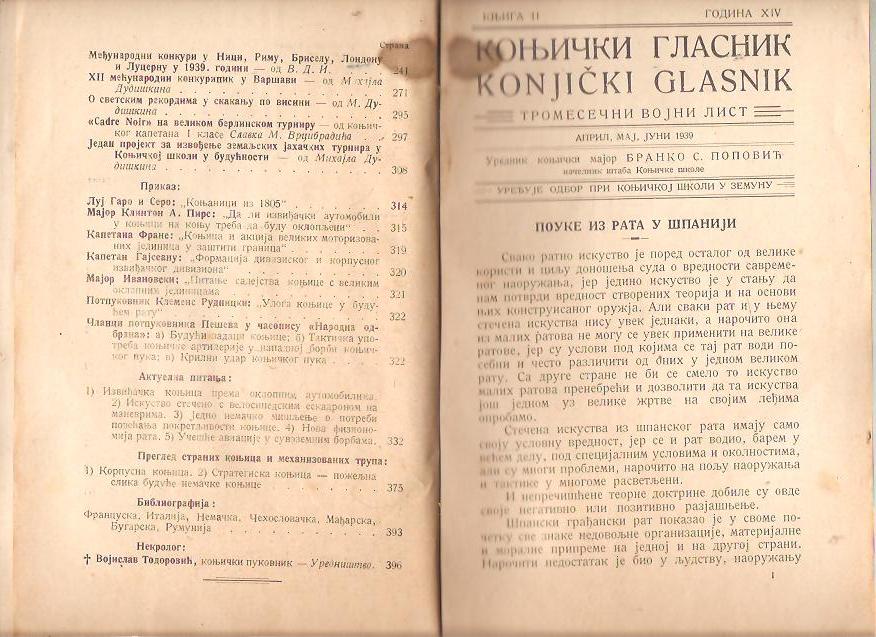 Страна
Међународни конкури у Ници, Риму, Бриселу, Лондону
и Луцерну у 1939. години — од В. Д. И. . . . 241
XII међународни конкурипик у Варшави — од Михајла
Дудишкина . . . . . . . . . . 271
О светским рекордима у скакању по висини — од М. Ду-
дишкина . . . . . . . . . . 295
«Cadre Noir» на великом берлинском турниру — од коњич-
ког капетана I класе Славка М. Врцибрадића . . 297
Један пројекат за извођење земаљских јахачких турнира у
Коњичкој школи у будућности — од Михајла Ду-
дишкина . . . . . . . . . . 308
Приказ:
Луј Гаро и Серо: „Коњаници из 1805“ . . . . . . 314
Мајор Клинтон А. Пирс: „Да ли извиђачки аутомобили
у коњици на коњу треба да буду оклопљени“ . . 315
Капетана Фране: „Коњица и акција великих моторизова-
них јединица у заштити граница“ . . . . 319
Капетан Гајсеану: „Формација дивизиског и корпусног
извиђачког дивизиона“ . . . . . . . 320
Мајор Ивановски: „Питање садејства коњице с великим
оклопним јединицама . . . . . . . 321
Потпуковник Клеменс Рудницки: „Улога коњице у буду-
ћем рату“ . . . . . . . . . . 322
Чланци потпуковника Пешева у часопису «Народна од-
брана»: а) Будући задаци коњице; б) Тактичка упо-
треба коњичке артилерије у нападној борби коњич-
ког пука; в) Крилни удар коњичког пука . . . 322
Актуелна питања:
1) Извиђачка коњица према оклопним аутомобилима.
2) Искуство стечено с велосипедским ескадроном на
маневрима. 3) Једно немачко мишљење о потреби
повећања покретљивости коњице. 4) Нова физионо-
мија рата. 5) Учешће авиације у сувоземним борбама. 332
Преглед страних коњица и механизованих трупа:
1) Корпусна коњица. 2) Стратегиска коњица — пожељна
слика будуће немачке коњице . . . . . . 375
Библиографија:
Француска, Италија, Немачка, Чехословачка, Мађарска,
Бугарска, Румунија . . . . . . . . 393
Некролог:
† Војислав Тодоровић, коњички пуковник — Уредништво. 396
КЊИГА II ГОДИНА XIV
КОЊИЧКИ ГЛАСНИК
KONJIČKI GLASNIK
ТРОМЕСЕЧНИ ВОЈНИ ЛИСТ
АПРИЛ, МАЈ, ЈУНИ 1939
Уредник коњички мајор БРАНКО С. ПОПОВИЋ
начелник штаба Коњичке школе
УРЕЂУЈЕ ОДБОР ПРИ КОЊИЧКОЈ ШКОЛИ У ЗЕМУНУ
ПОУКЕ ИЗ РАТА У ШПАНИЈИ
Свако ратно искуство је поред осталог од велике
користи и циљу доношења суда о вредности савреме-
ног наоружања, јер једино искуство је у стању да
нам потврди вредност створених теорија и на основи
њих конструисаног оружја. Али сваки рат и у њему
стечена искуства нису увек једнаки, а нарочито она
из малих ратова не могу се увек применити на велике
ратове, јер су услови под којима се тај рат води по-
себни и често различити од оних у једном великом
рату. Са друге стране не би се смело то искуство
малих ратова пренебрећи и дозволити да та искуства
још једном уз велике жртве на својим леђима
опробамо.
Стечена искуства из шпанског рата имају само
своју условну вредност, јер се и рат водио, барем у
већем делу, под специјалним условима и околностима,
али су многи проблеми, нарочито на пољу наоружања
и тактике у многоме расветљени.
И непречишћене теорне доктрине добиле су овде
своје негативно или позитивно разјашњење.
Шпански грађански рат показао је у своме по-
четку све знаке недовољне организације, материјалне
и моралне припреме на једној и на другој страни.
Нарочити недостатак је био у људству, наоружању
1